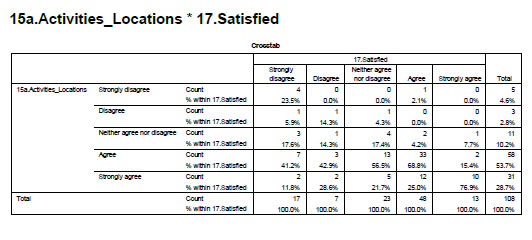 15a.Activities_Locations * 17.Satisfied
Crosstab
17.Satisfied
Strongly disagree Disagree Neither agree nor disagree Agree Strongly agree Total
15a.Activities_Locations Strongly disagree Count 4 0 0 1 0 5
% within 17.Satisfied 23.5% 0.0% 0.0% 2.1% 0.0% 4.6%
Disagree Count 1 1 1 0 0 3
% within 17.Satisfied 5.9% 14.3% 4.3% 0.0% 0.0% 2.8%
Neither agree nor disagree Count 3 1 4 2 1 11
% within 17.Satisfied 17.6% 14.3% 17.4% 4.2% 7.7% 10.2%
Agree Count 7 3 13 33 2 58
% within 17.Satisfied 41.2% 42.9% 56.5% 68.8% 15.4% 53.7%
Strongly agree Count 2 2 5 12 10 31
% within 17.Satisfied 11.8% 28.6% 21.7% 25.0% 76.9% 28.7%
Total Count 17 7 23 48 13 108
% within 17.Satisfied 100.0% 100.0% 100.0% 100.0% 100.0% 100.0%